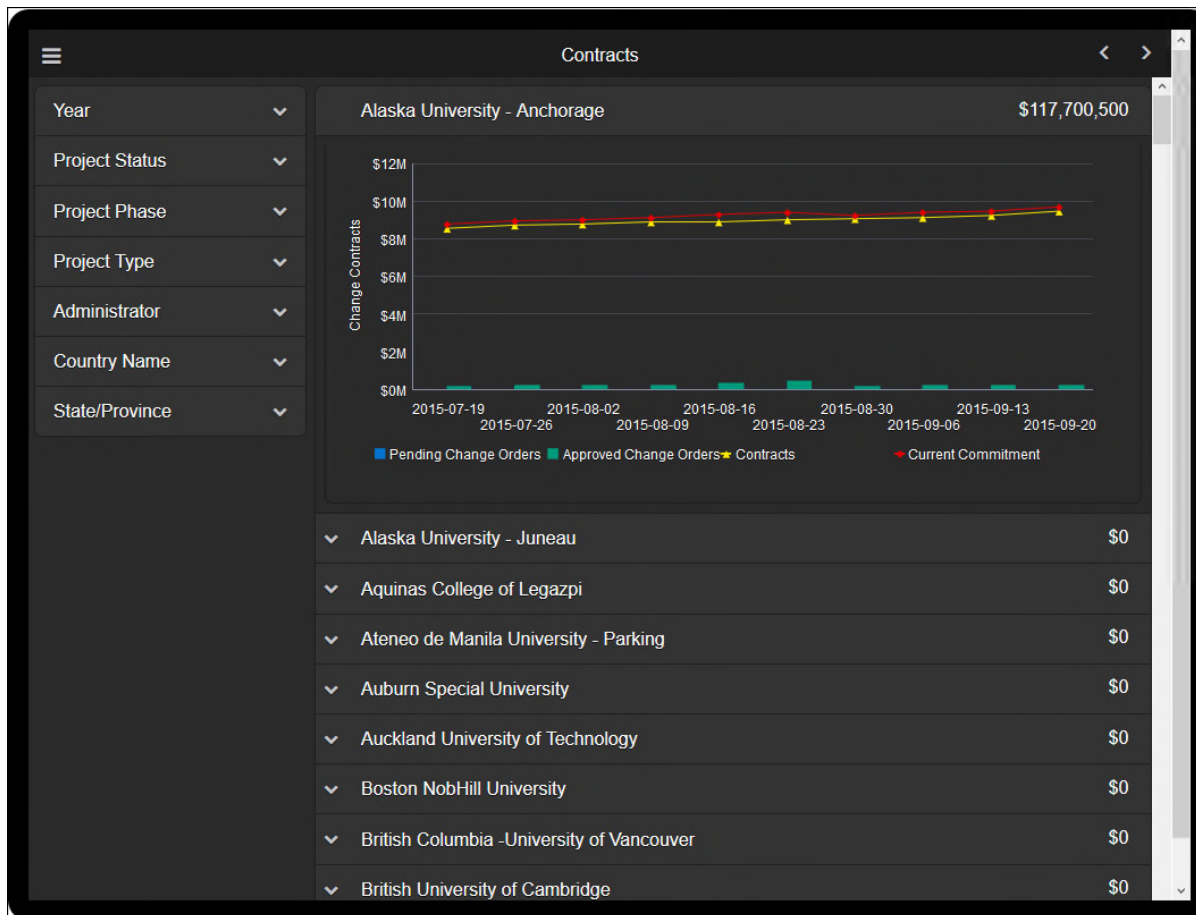 Contracts
Year
Project Status
Project Phase
Project Type
Administrator
Country Name
State/Province
Alaska University - Anchorage $117,700,500
Change Contracts
$12M
$10M
$8M
$6M
$4M
$2M
$0M
2015-07-19 2015-08-02 2015-08-16 2015-08-30 2015-09-13
2015-07-26 2015-08-09 2015-08-23 2015-09-06 2015-09-20
Pending Change Orders Approved Change Orders Contracts Current Commitment
Alaska University - Juneau $0
Aquinas College of Legazpi $0
Ateneo de Manila University - Parking $0
Auburn Special University $0
Auckland University of Technology $0
Boston NobHill University $0
British Columbia -University of Vancouver $0
British University of Cambridge $0